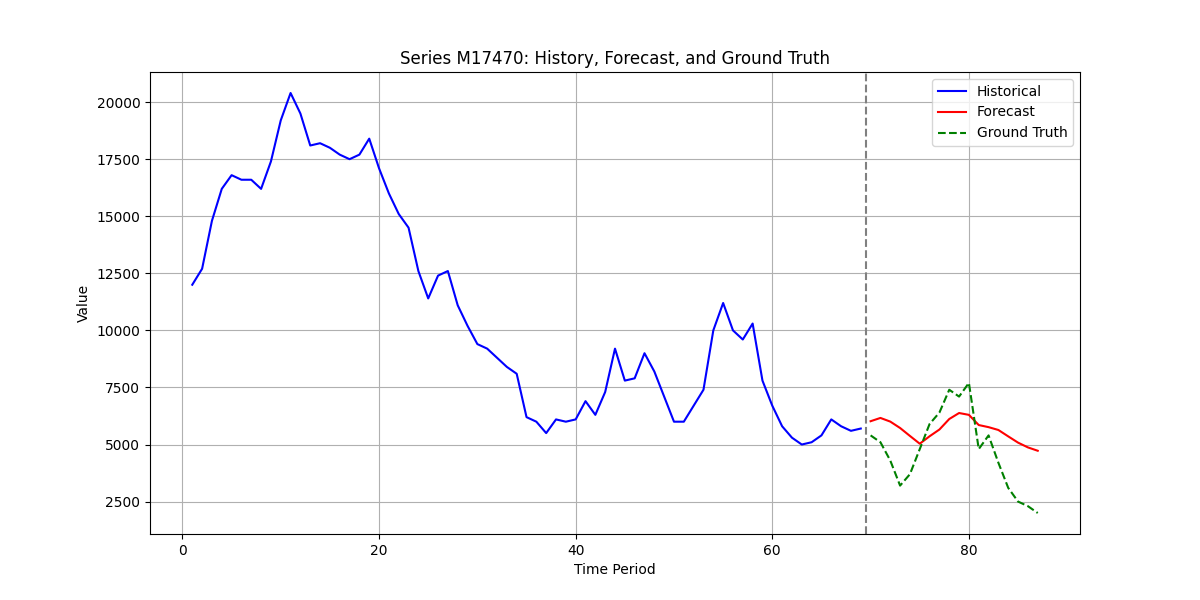 Series M17470: History, Forecast, and Ground Truth
Historical
Forecast
Ground Truth
20000
17500
15000
12500
10000
7500
5000
2500
Value
0 20 40 60 80
Time Period